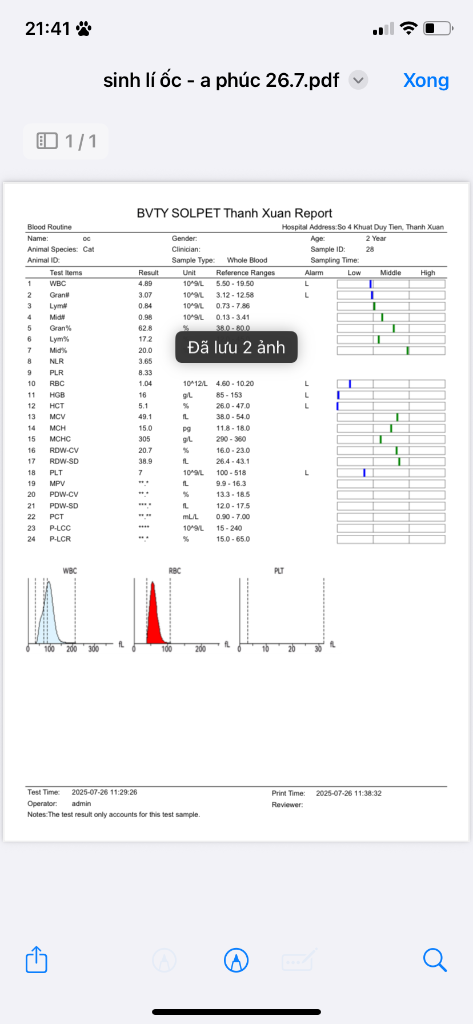 21:41
sinh lí ốc - a phúc 26.7.pdf
Xong
1/1
BVTY SOLPET Thanh Xuan Report
Blood Routine Hospital Address:So 4 Khuat Duy Tien, Thanh Xuan
Name: oc Gender: Age: 2 Year
Animal Species: Cat Clinician: Sample ID: 28
Animal ID: Sample Type: Whole Blood Sampling Time:
Test Items Result Unit Reference Ranges Alarm Low Middle High
1 WBC 4.89 10^9/L 5.50 - 19.50 L
2 Gran# 3.07 10^9/L 3.12 - 12.58 L
3 Lym# 0.84 10^9/L 0.73 - 7.86
4 Mid# 0.98 10^9/L 0.13 - 3.41
5 Gran% 62.8 % 38.0 - 80.0
6 Lym% 17.2
7 Mid% 20.0
8 NLR 3.65
9 PLR 8.33
Đã lưu 2 ảnh
10 RBC 1.04 10^12/L 4.60 - 10.20 L
11 HGB 16 g/L 85 - 153 L
12 HCT 5.1 % 26.0 - 47.0 L
13 MCV 49.1 fL 38.0 - 54.0
14 MCH 15.0 pg 11.8 - 18.0
15 MCHC 305 g/L 290 - 360
16 RDW-CV 20.7 % 16.0 - 23.0
17 RDW-SD 38.9 fL 26.4 - 43.1
18 PLT 7 10^9/L 100 - 518 L
19 MPV **.* fL 9.9 - 16.3
20 PDW-CV **.* % 13.3 - 18.5
21 PDW-SD ***.* fL 12.0 - 17.5
22 PCT **.** mL/L 0.90 - 7.00
23 P-LCC **** 10^9/L 15 - 240
24 P-LCR **.* % 15.0 - 65.0
WBC RBC PLT
0 100 200 300 fL 0 100 200 fL 0 10 20 30 fL
Test Time: 2025-07-26 11:29:26 Print Time: 2025-07-26 11:38:32
Operator: admin Reviewer:
Notes:The test result only accounts for this test sample.